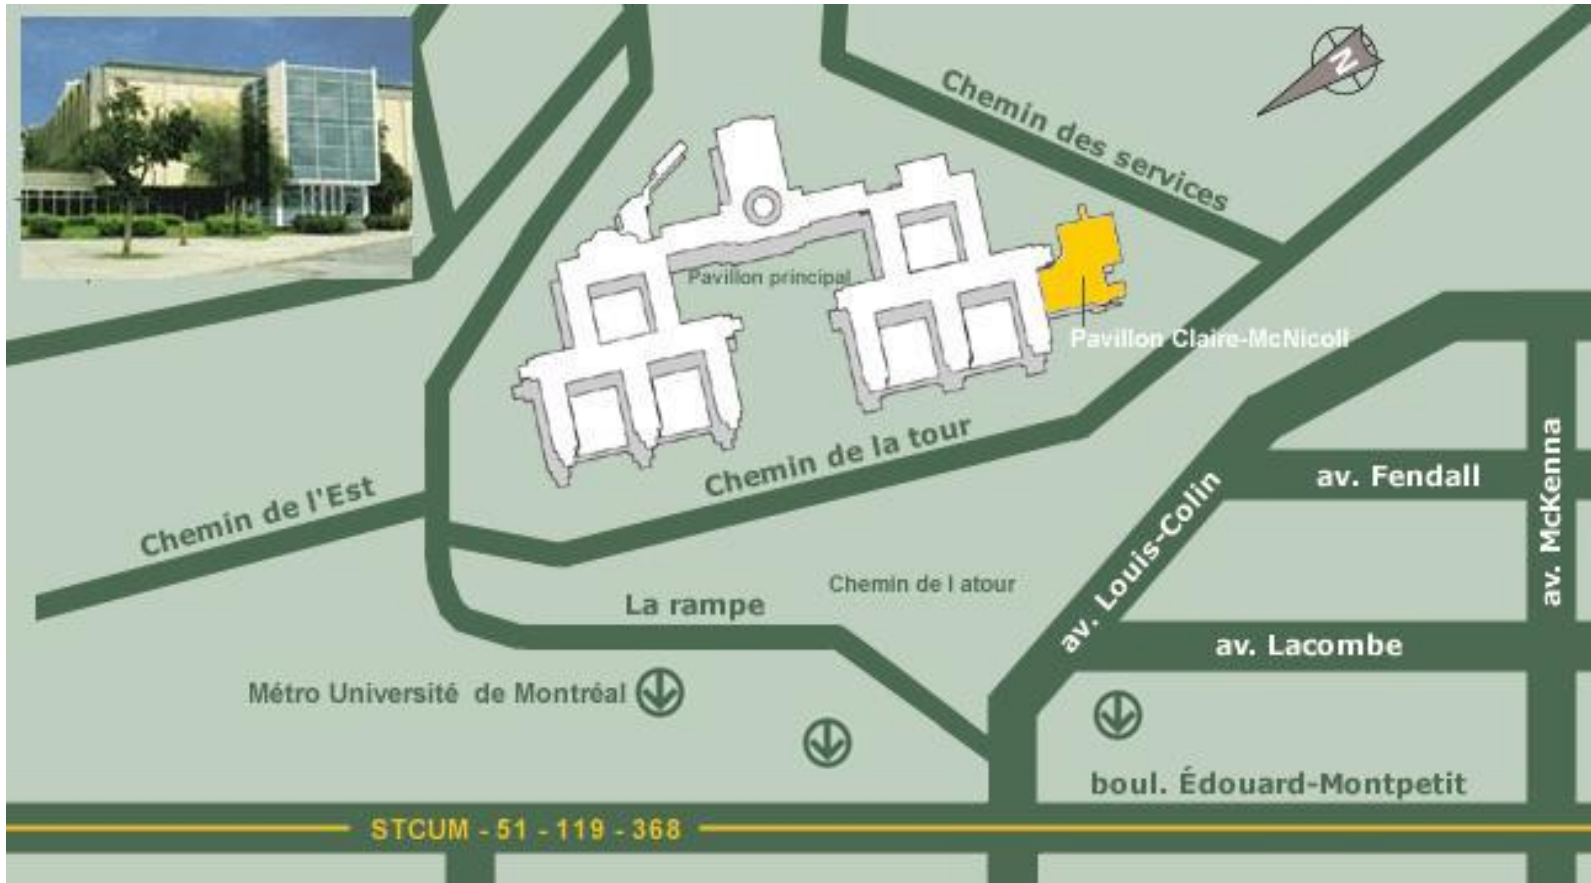 N
Chemin des services
Pavillon principal
Pavillon Claire-McNicoll
Chemin de la tour
Chemin de l'Est
av. Fendall
av. McKenna
av. Louis-Colin
Chemin de l atour
La rampe
av. Lacombe
Métro Université de Montréal
boul. Édouard-Montpetit
STCUM - 51 - 119 - 368